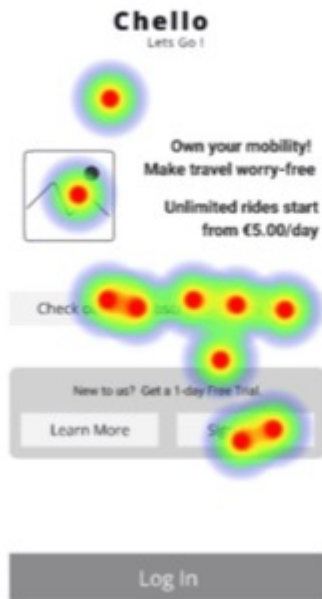 Chello
Lets Go !
Own your mobility!
Make travel worry-free
Unlimited rides start
from €5.00/day
Check
New to us? Get a 1-day Free Trial.
Learn More
Log In